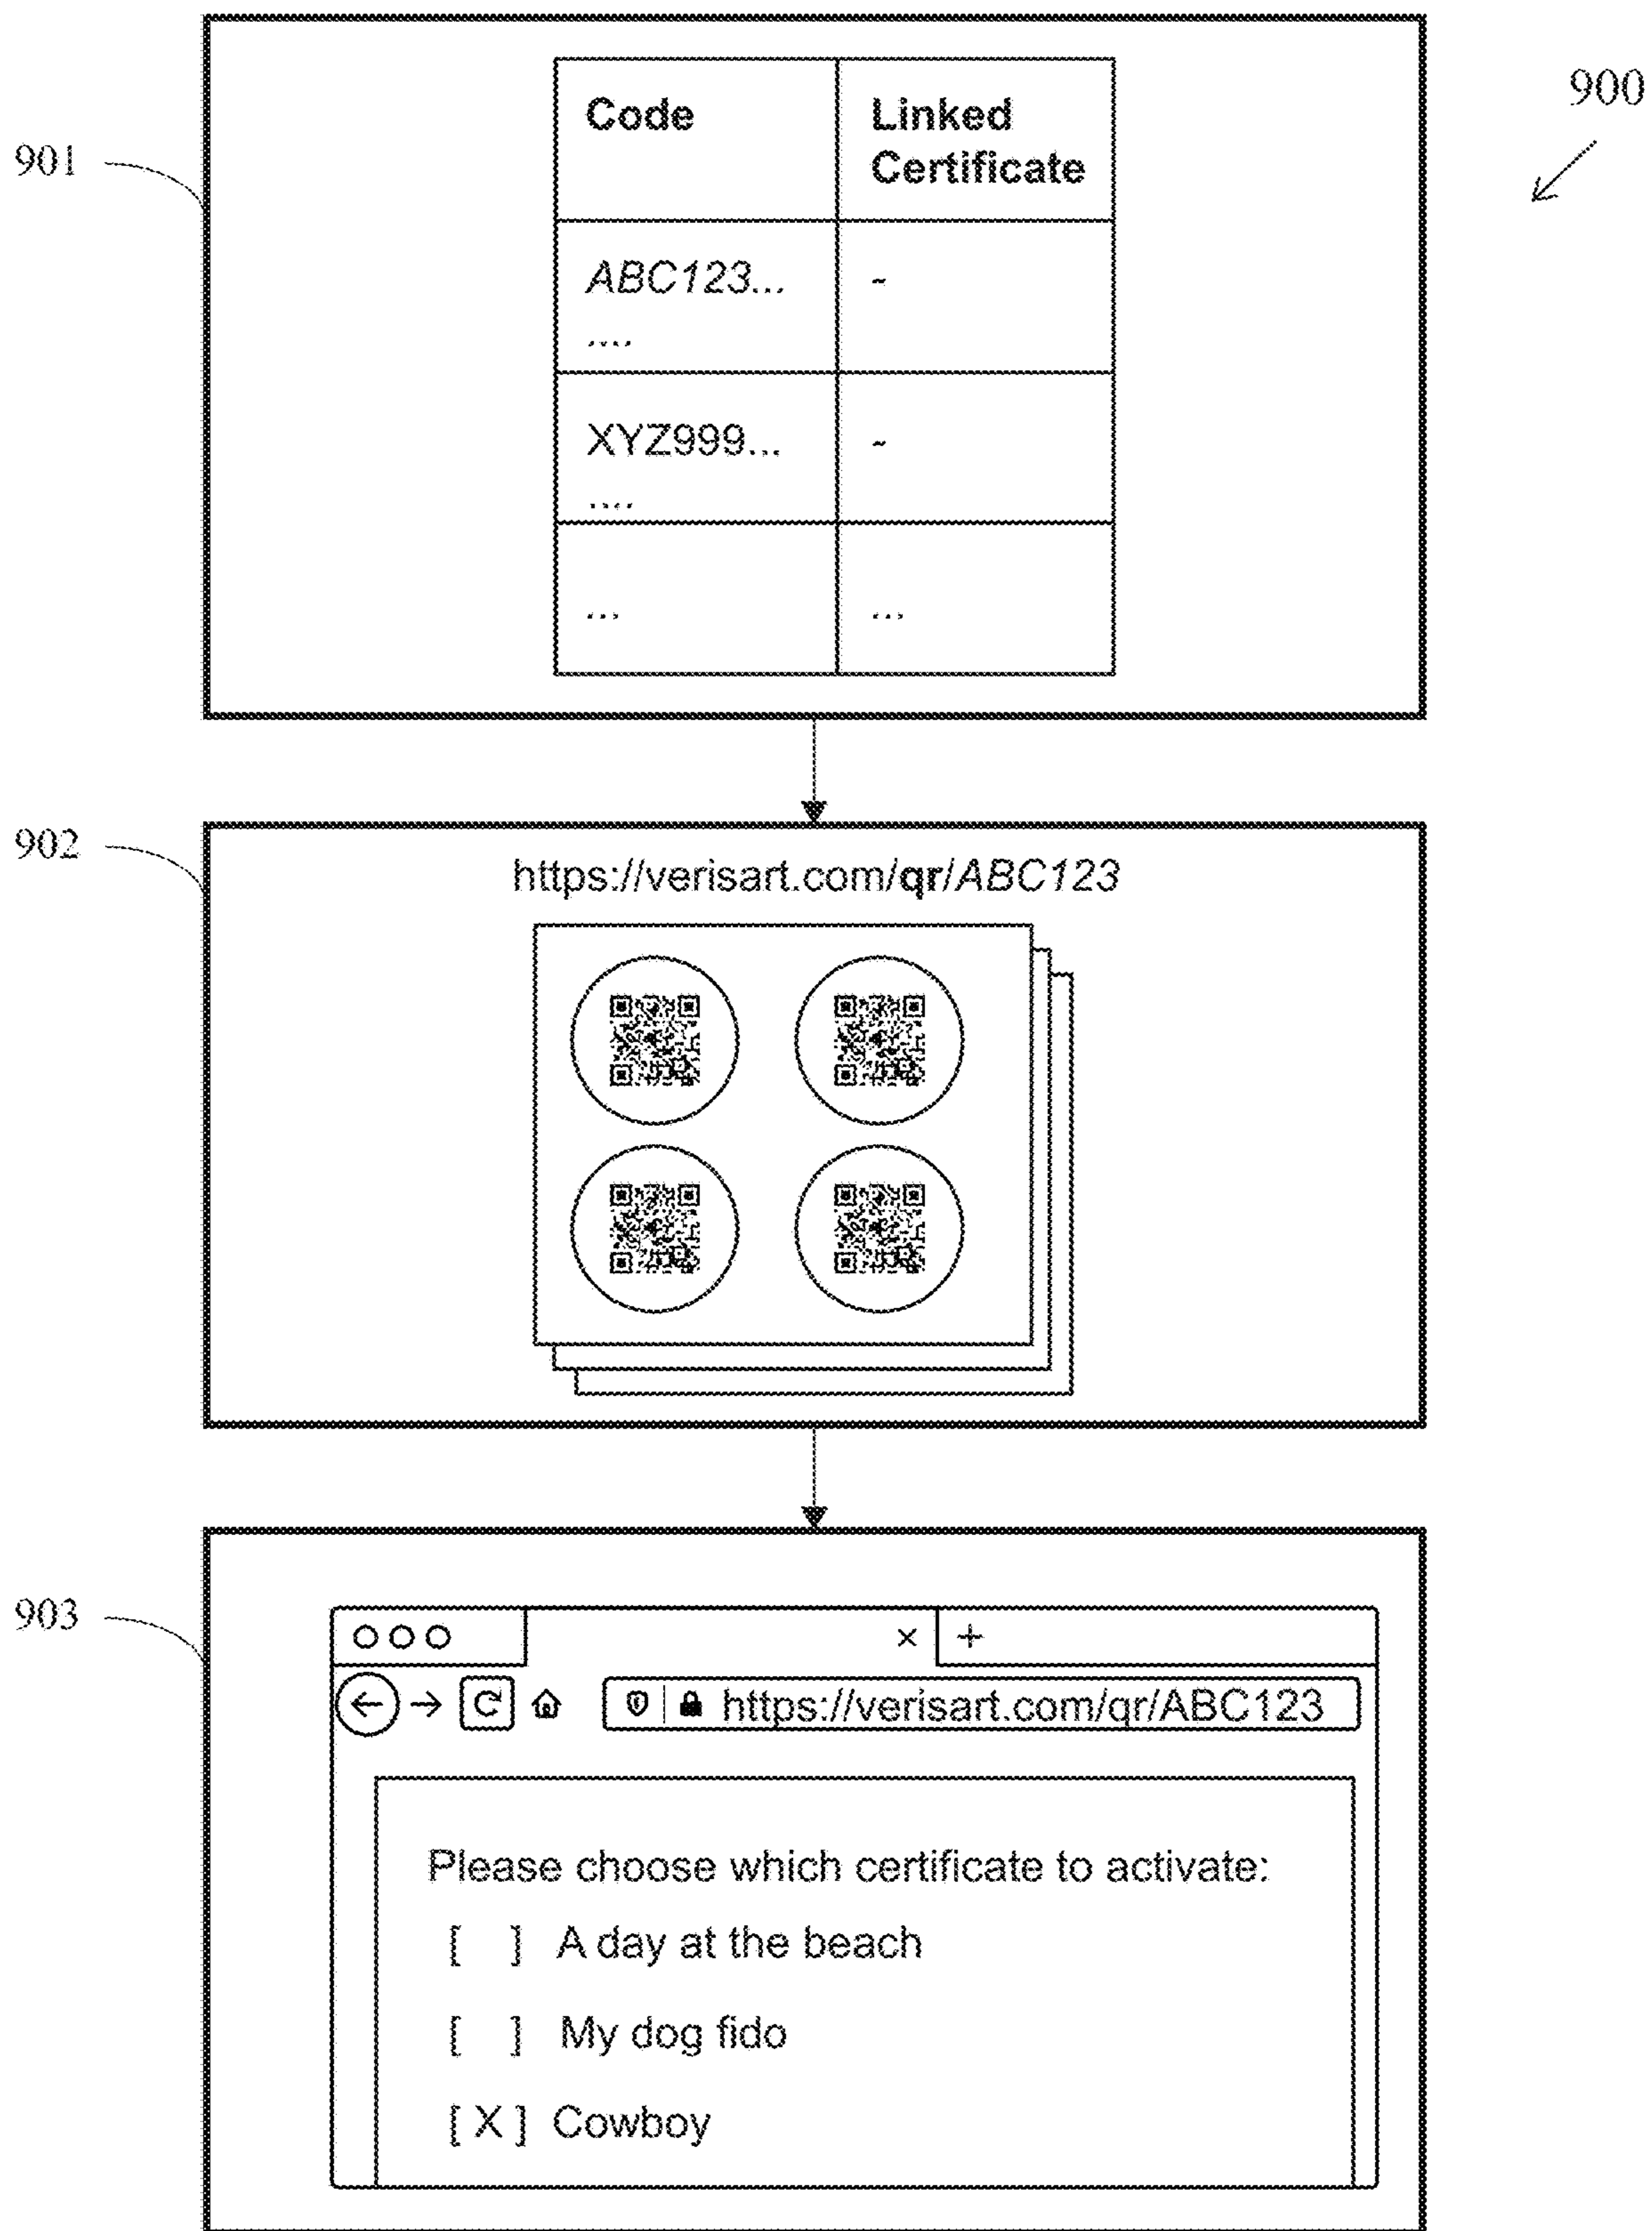 900
901
Code
Linked
Certificate
ABC123...
....
-
XYZ999...
....
-
...
...
902
https://verisart.com/qr/ABC123
903
https://verisart.com/qr/ABC123
Please choose which certificate to activate:
[ ] A day at the beach
[ ] My dog fido
[ X ] Cowboy